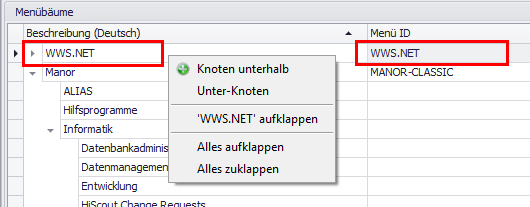 Menübäume
Beschreibung (Deutsch) Menü ID
WWS.NET WWS.NET
Manor MANOR-CLASSIC
ALIAS
Hilfsprogramme
Informatik
Datenbankadminis
Datenmanagemen
Entwicklung
HiScout Change Requests
Knoten unterhalb
Unter-Knoten
'WWS.NET' aufklappen
Alles aufklappen
Alles zuklappen